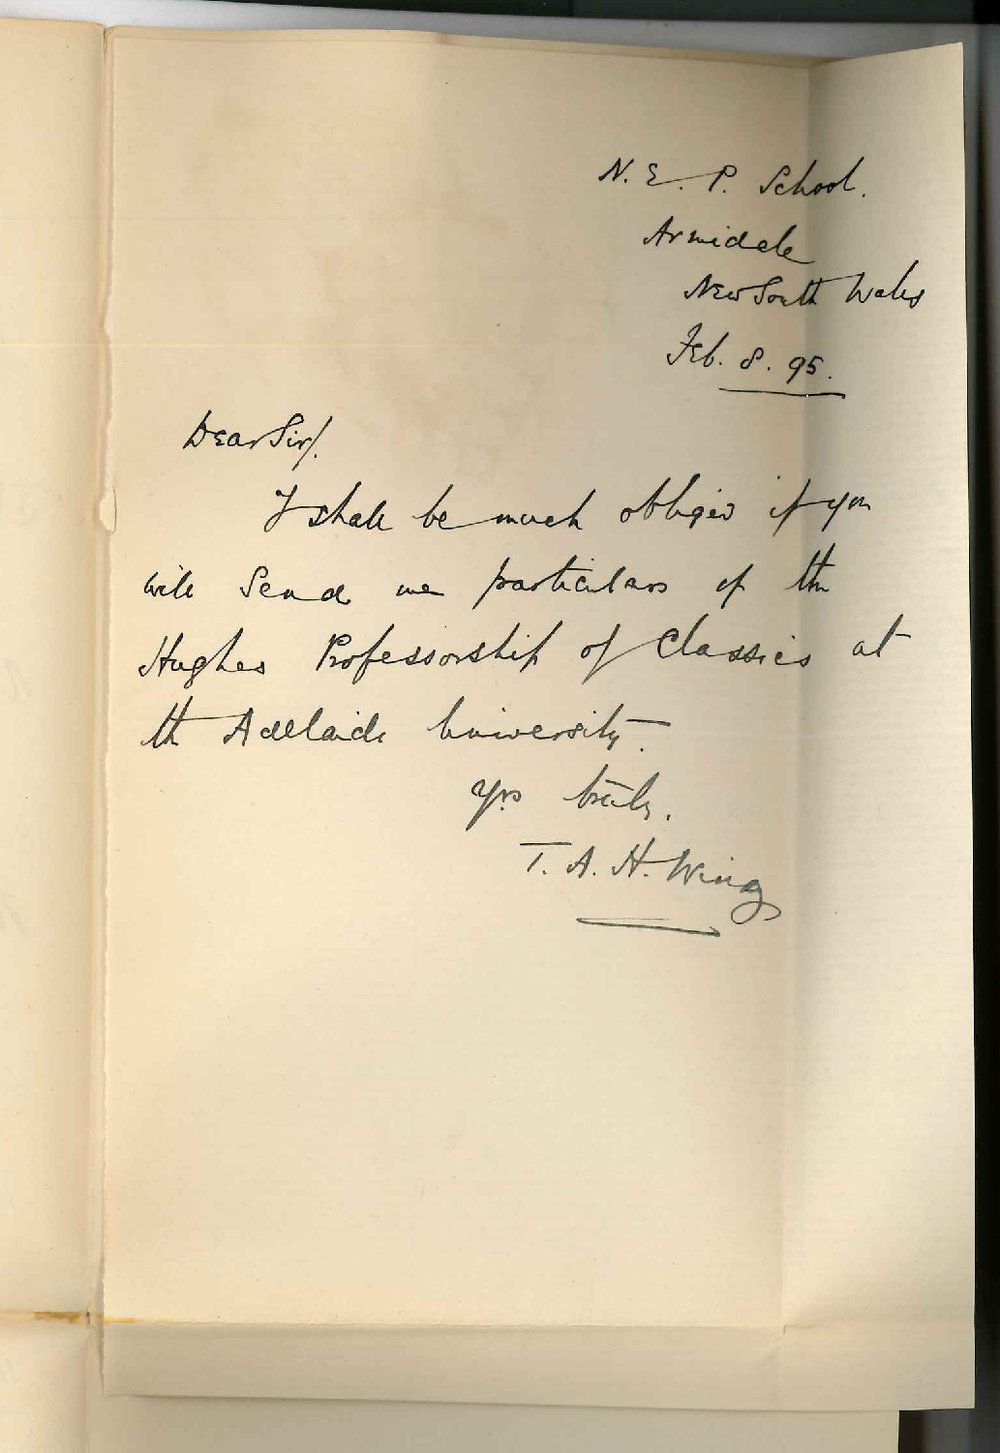 N. E. P. School.
Armidale
New South Wales
Feb. 8. 95.
Dear Sir/.
I shall be much obliged if you
will send me particulars of the
Hughes Professorship of Classics at
the Adelaide University.
Yrs truly.
T. A. H. Wing